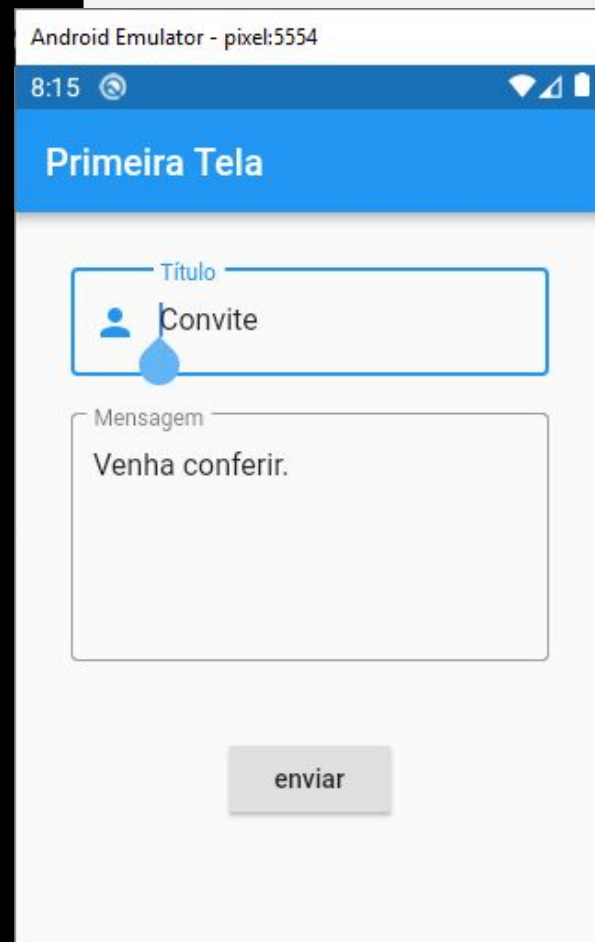 Android Emulator - pixel:5554
8:15
Primeira Tela
Título
Convite
Mensagem
Venha conferir.
enviar